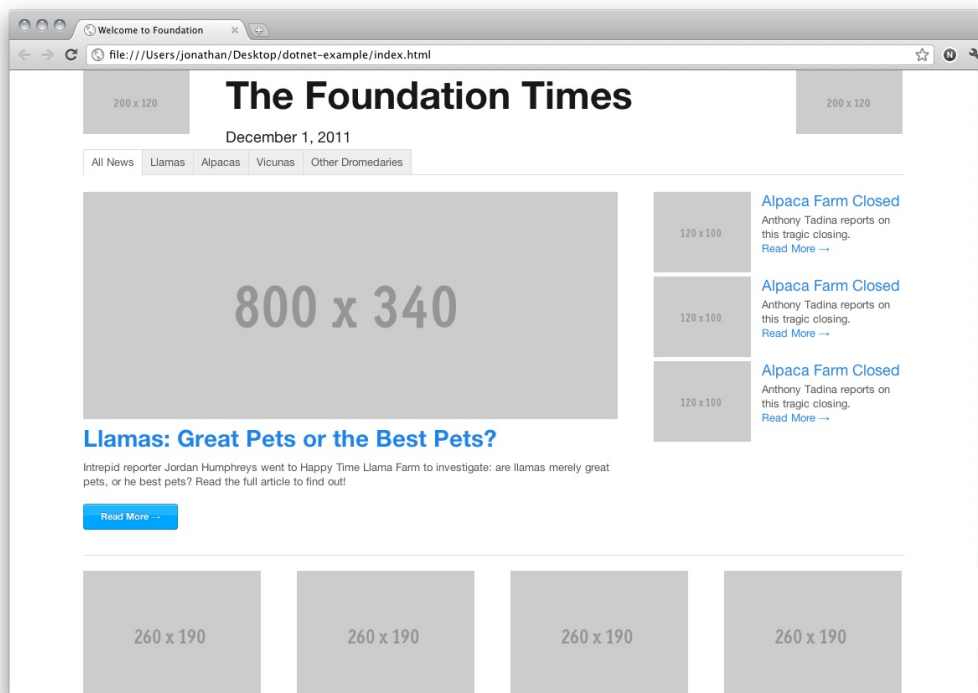 Welcome to Foundation
file:///Users/jonathan/Desktop/dotnet-example/index.html
N
200 x 120
The Foundation Times
200 x 120
December 1, 2011
All News Llamas Alpacas Vicunas Other Dromedaries
800 x 340
120 x 100
Alpaca Farm Closed
Anthony Tadina reports on
this tragic closing.
Read More →
120 x 100
Alpaca Farm Closed
Anthony Tadina reports on
this tragic closing.
Read More →
120 x 100
Alpaca Farm Closed
Anthony Tadina reports on
this tragic closing.
Read More →
Llamas: Great Pets or the Best Pets?
Intrepid reporter Jordan Humphreys went to Happy Time Llama Farm to investigate: are llamas merely great
pets, or he best pets? Read the full article to find out!
Read More →
260 x 190 260 x 190 260 x 190 260 x 190